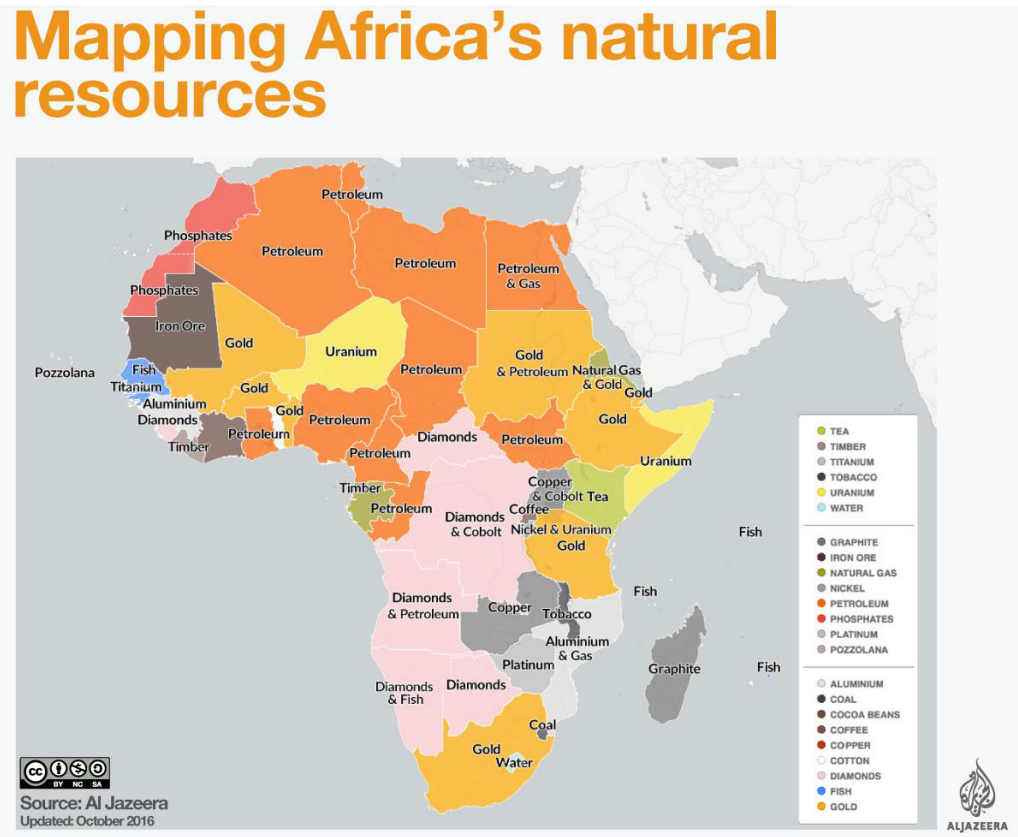 Mapping Africa's natural
resources
Petroleum
Phosphates
Petroleum
Petroleum
Petroleum
& Gas
Phosphates
Iron Ore
Gold
Uranium
Gold
& Petroleum
Natural Gas
& Gold
Gold
Pozzolana
Fish
Titanium
Petroleum
Gold
Gold
Gold
Aluminium
Diamonds
Petroleum
Petroleum
Timber
Diamonds
Petroleum
Petroleum
Uranium
Timber
Copper
& Cobolt
Tea
Petroleum
Coffee
Diamonds
& Cobolt
Nickel & Uranium
Gold
Fish
Fish
Diamonds
& Petroleum
Copper
Tobacco
Aluminium
& Gas
Platinum
Graphite
Fish
Diamonds
& Fish
Diamonds
Coal
Gold
Water
TEA
TIMBER
TITANIUM
TOBACCO
URANIUM
WATER
GRAPHITE
IRON ORE
NATURAL GAS
NICKEL
PETROLEUM
PHOSPHATES
PLATINUM
POZZOLANA
ALUMINIUM
COAL
COCOA BEANS
COFFEE
COPPER
COTTON
DIAMONDS
FISH
GOLD
cc
BY NC SA
Source: Al Jazeera
Updated: October 2016
ALJAZEERA